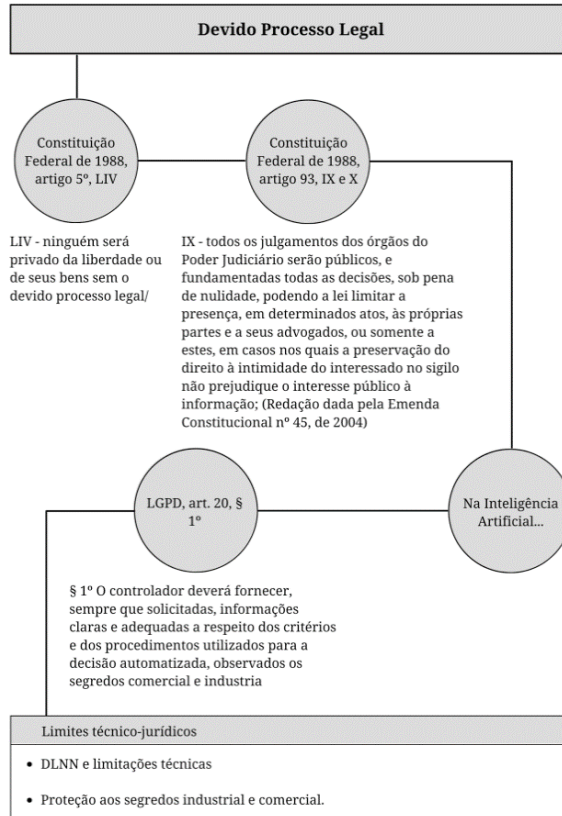 Devido Processo Legal
Constituição
Federal de 1988,
artigo 5º, LIV
Constituição
Federal de 1988,
artigo 93, IX e X
LIV - ninguém será
privado da liberdade ou
de seus bens sem o
devido processo legal/
IX - todos os julgamentos dos órgãos do
Poder Judiciário serão públicos, e
fundamentadas todas as decisões, sob pena
de nulidade, podendo a lei limitar a
presença, em determinados atos, às próprias
partes e a seus advogados, ou somente a
estes, em casos nos quais a preservação do
direito à intimidade do interessado no sigilo
não prejudique o interesse público à
informação; (Redação dada pela Emenda
Constitucional nº 45, de 2004)
LGPD, art. 20, §
1º
Na Inteligência
Artificial...
§ 1º O controlador deverá fornecer,
sempre que solicitadas, informações
claras e adequadas a respeito dos critérios
e dos procedimentos utilizados para a
decisão automatizada, observados os
segredos comercial e industria
Limites técnico-jurídicos
• DLNN e limitações técnicas
• Proteção aos segredos industrial e comercial.